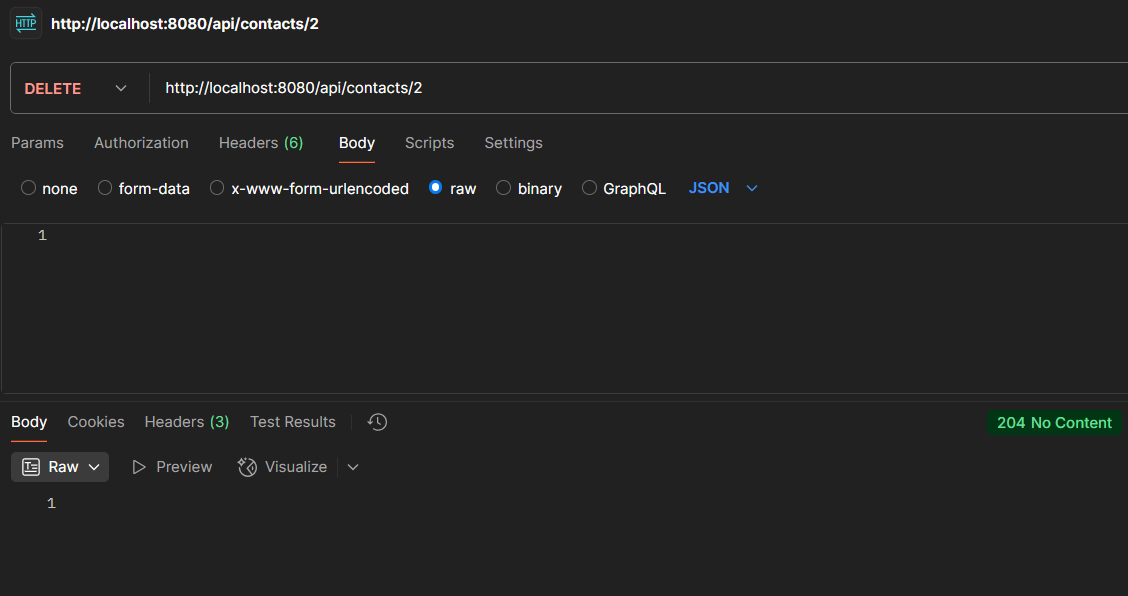 HTTP http://localhost:8080/api/contacts/2
DELETE http://localhost:8080/api/contacts/2
Params Authorization Headers (6) Body Scripts Settings
none form-data x-www-form-urlencoded raw binary GraphQL JSON
1
Body Cookies Headers (3) Test Results 204 No Content
Raw Preview Visualize
1